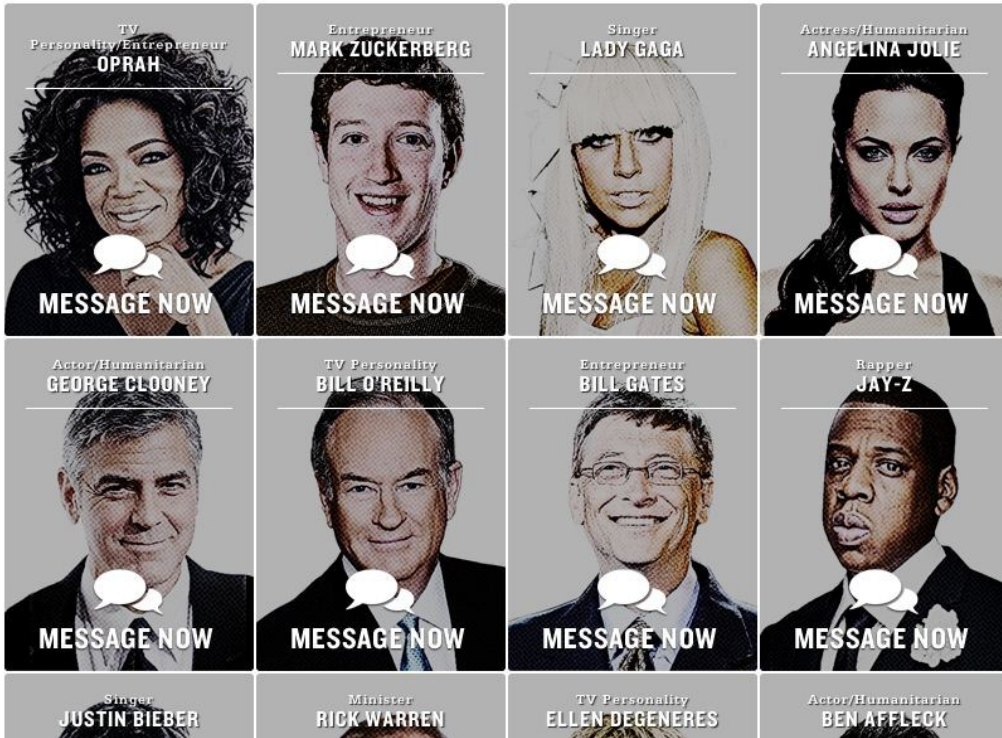 TV
Personality/Entrepreneur
OPRAH
MESSAGE NOW
Entrepreneur
MARK ZUCKERBERG
MESSAGE NOW
Singer
LADY GAGA
MESSAGE NOW
Actress/Humanitarian
ANGELINA JOLIE
MESSAGE NOW
Actor/Humanitarian
GEORGE CLOONEY
MESSAGE NOW
TV Personality
BILL O'REILLY
MESSAGE NOW
Entrepreneur
BILL GATES
MESSAGE NOW
Rapper
JAY-Z
MESSAGE NOW
Singer
JUSTIN BIEBER
Minister
RICK WARREN
TV Personality
ELLEN DEGENERES
Actor/Humanitarian
BEN AFFLECK